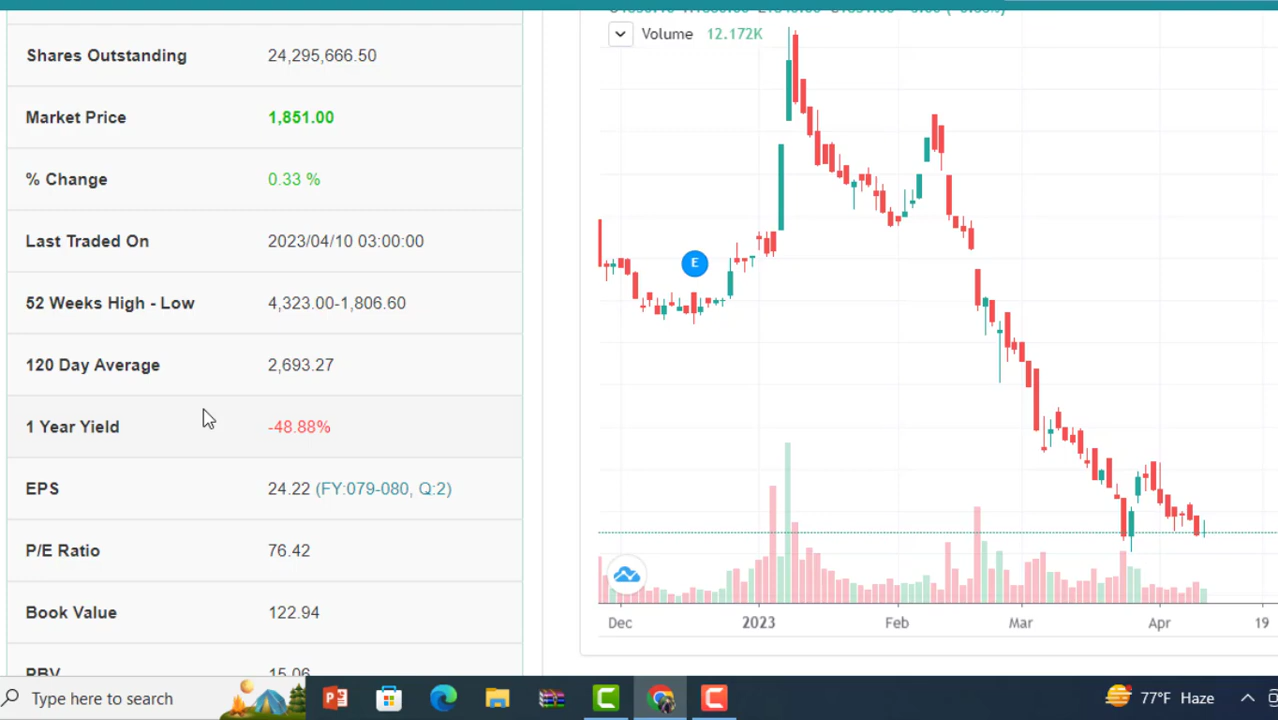 Shares Outstanding 24,295,666.50
Market Price 1,851.00
% Change 0.33 %
Last Traded On 2023/04/10 03:00:00
52 Weeks High - Low 4,323.00-1,806.60
120 Day Average 2,693.27
1 Year Yield -48.88%
EPS 24.22 (FY:079-080, Q:2)
P/E Ratio 76.42
Book Value 122.94
PBV 15.06
Volume 12.172K
E
Dec 2023 Feb Mar Apr 19
Type here to search
77°F Haze